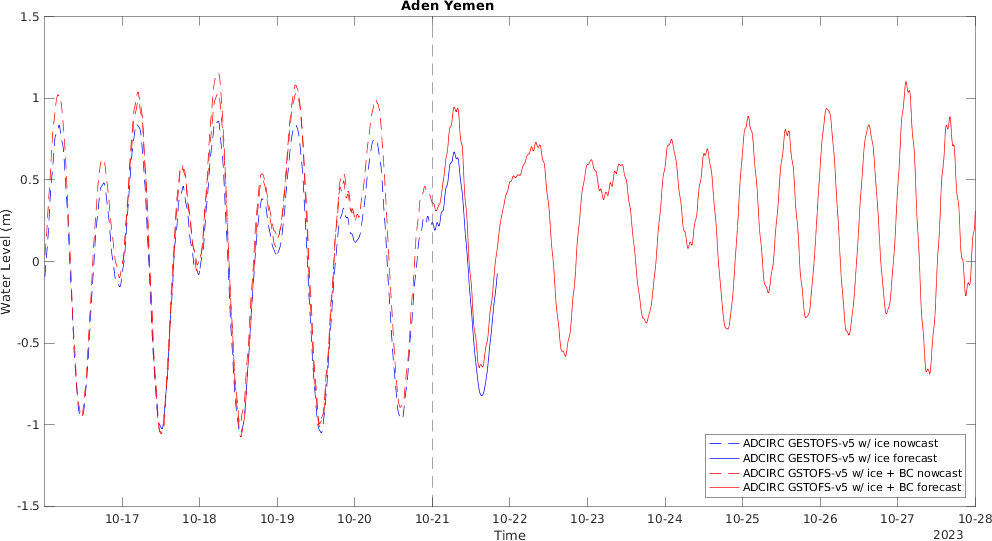 Aden Yemen
1.5
1
0.5
0
-0.5
-1
-1.5
Water Level (m)
10-17 10-18 10-19 10-20 10-21 10-22 10-23 10-24 10-25 10-26 10-27 10-28
Time
2023
ADCIRC GESTOFS-v5 w/ ice nowcast
ADCIRC GESTOFS-v5 w/ ice forecast
ADCIRC GSTOFS-v5 w/ ice + BC nowcast
ADCIRC GSTOFS-v5 w/ ice + BC forecast